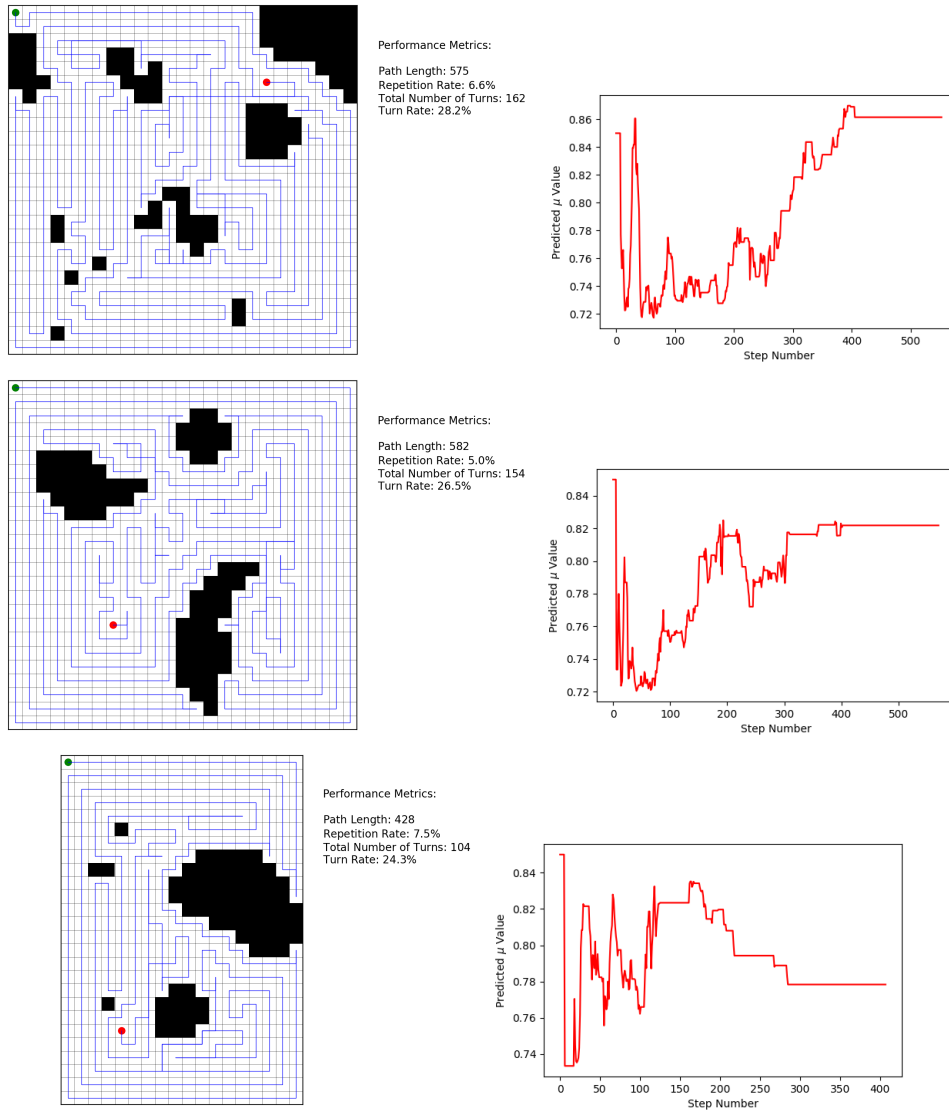 Performance Metrics:
Path Length: 575
Repetition Rate: 6.6%
Total Number of Turns: 162
Turn Rate: 28.2%
Predicted μ Value
0.86
0.84
0.82
0.80
0.78
0.76
0.74
0.72
0 100 200 300 400 500
Step Number
Performance Metrics:
Path Length: 582
Repetition Rate: 5.0%
Total Number of Turns: 154
Turn Rate: 26.5%
Predicted μ Value
0.84
0.82
0.80
0.78
0.76
0.74
0.72
0 100 200 300 400 500
Step Number
Performance Metrics:
Path Length: 428
Repetition Rate: 7.5%
Total Number of Turns: 104
Turn Rate: 24.3%
Predicted μ Value
0.84
0.82
0.80
0.78
0.76
0.74
0 50 100 150 200 250 300 350 400
Step Number